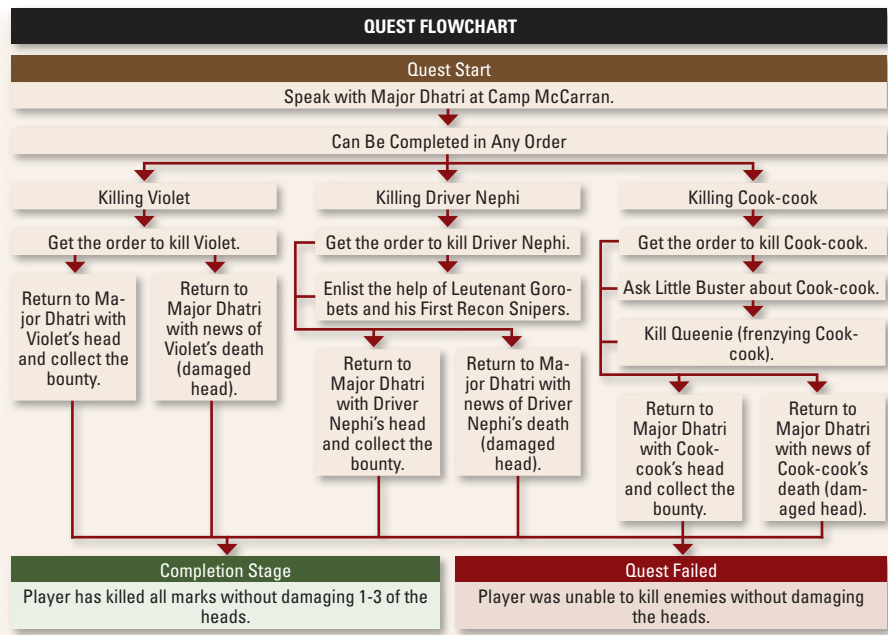 QUEST FLOWCHART
Quest Start
Speak with Major Dhatri at Camp McCarran.
Can Be Completed in Any Order
Killing Violet
Get the order to kill Violet.
Return to Ma-
jor Dhatri with
Violet's head
and collect the
bounty.
Return to
Major Dhatri
with news of
Violet's death
(damaged
head).
Killing Driver Nephi
Get the order to kill Driver Nephi.
Enlist the help of Leutenant Goro-
bets and his First Recon Snipers.
Return to
Major Dhatri
with Driver
Nephi's head
and collect the
bounty.
Return to Ma-
jor Dhatri with
news of Driver
Nephi's death
(damaged
head).
Killing Cook-cook
Get the order to kill Cook-cook.
Ask Little Buster about Cook-cook.
Kill Queenie (frenzying Cook-
cook).
Return to
Major Dhatri
with Cook-
cook's head
and collect the
bounty.
Return to
Major Dhatri
with news of
Cook-cook's
death (dam-
aged head).
Completion Stage
Player has killed all marks without damaging 1-3 of the
heads.
Quest Failed
Player was unable to kill enemies without damaging
the heads.